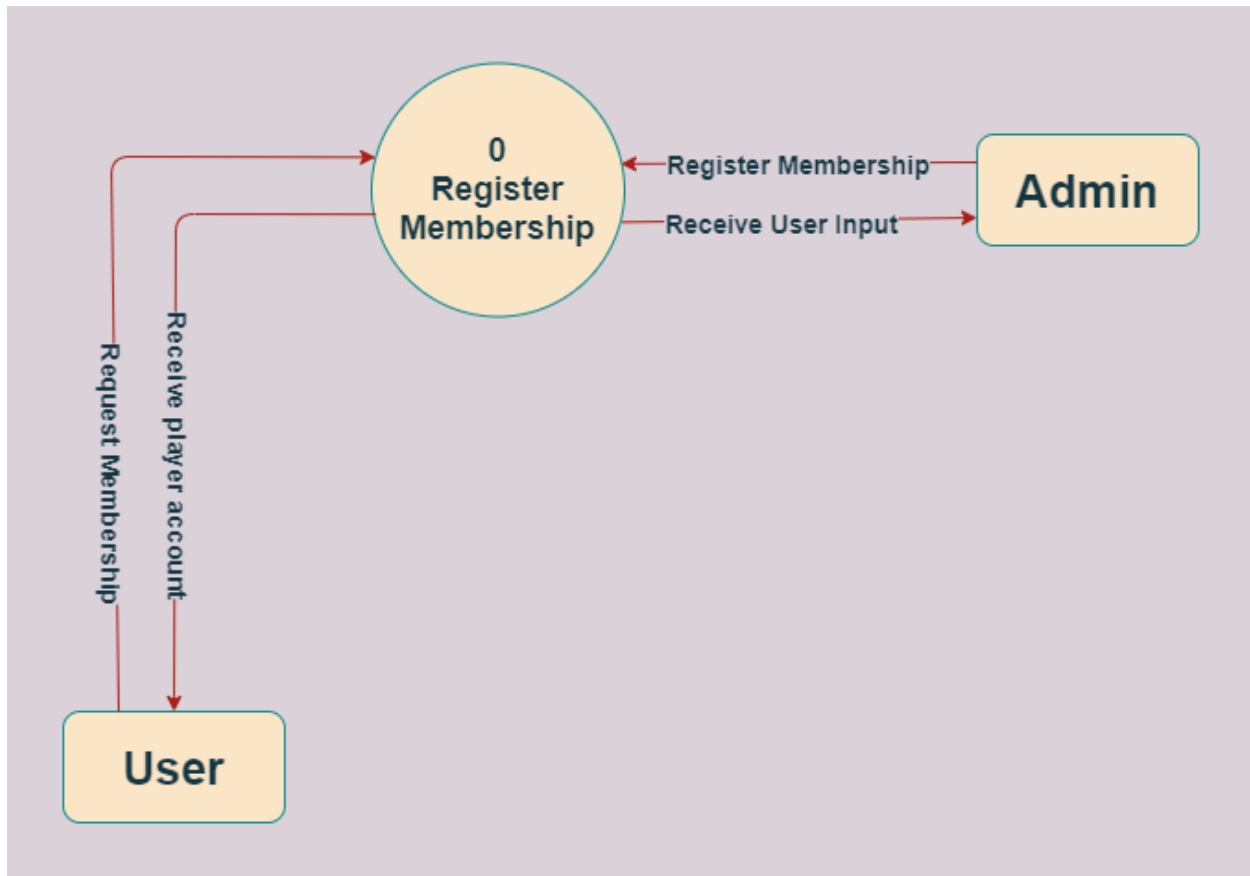 0
Register
Membership
Register Membership
Admin
Receive User Input
Request Membership
Receive player account
User